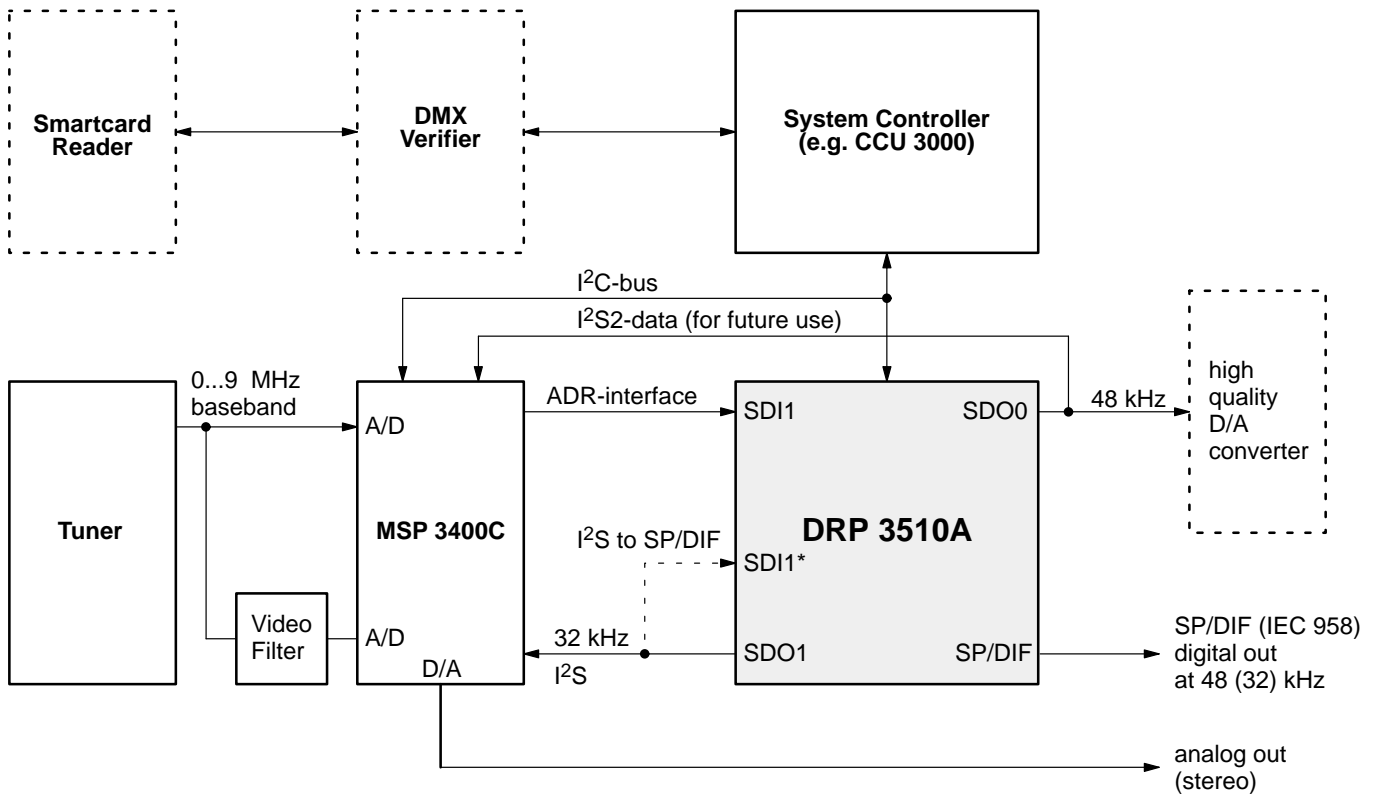 Smartcard
Reader
DMX
Verifier
System Controller
(e.g. CCU 3000)
I²C-bus
I²S2-data (for future use)
0...9 MHz
baseband
A/D
ADR-interface
SDI1
SDO0
48 kHz
high
quality
D/A
converter
Tuner
MSP 3400C
I²S to SP/DIF
DRP 3510A
SDI1*
Video
Filter
A/D
D/A
32 kHz
I²S
SDO1
SP/DIF
SP/DIF (IEC 958)
digital out
at 48 (32) kHz
analog out
(stereo)